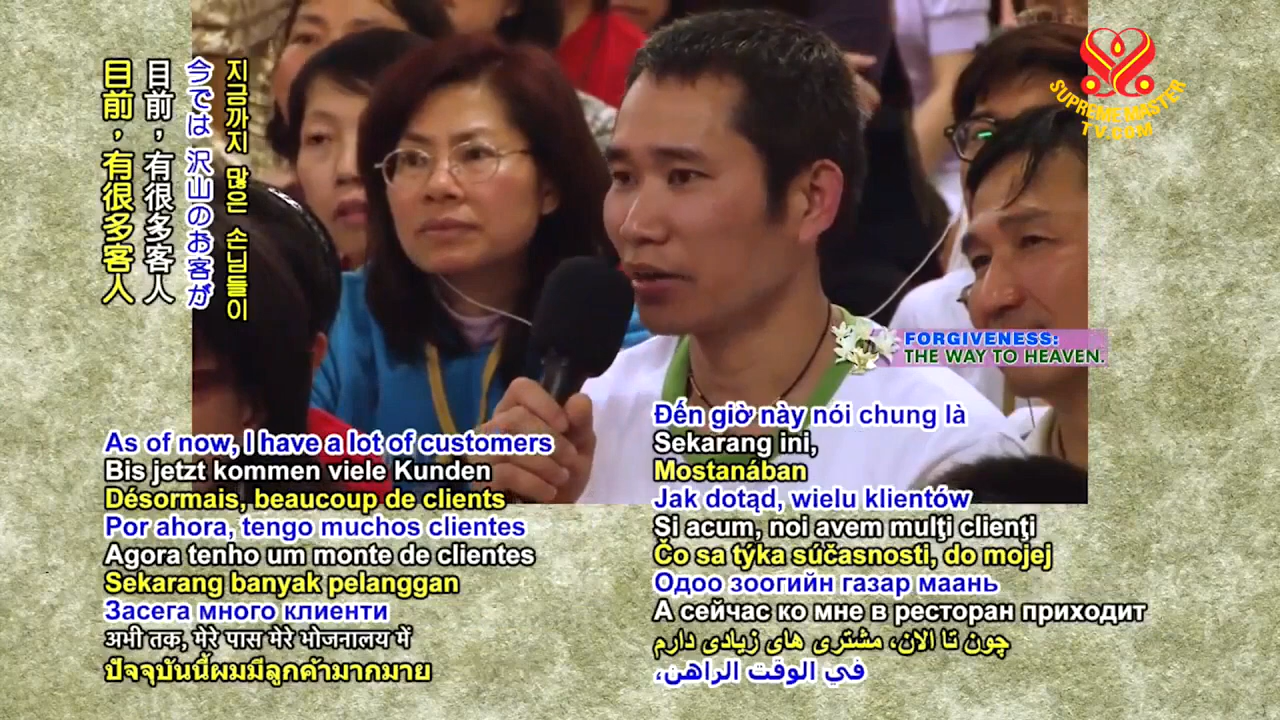 目前，有很多客人
目前，有很多客人
今では 沢山のお客が
지금까지 많은 손님들이
SUPREME MASTER
TV.COM
FORGIVENESS:
THE WAY TO HEAVEN.
As of now, I have a lot of customers
Bis jetzt kommen viele Kunden
Désormais, beaucoup de clients
Por ahora, tengo muchos clientes
Agora tenho um monte de clientes
Sekarang banyak pelanggan
Засега много клиенти
अभी तक, मेरे पास मेरे भोजनालय में
ปัจจุบันนี้ผมมีลูกค้ามากมาย
Đến giờ này nói chung là
Sekarang ini,
Mostanában
Jak dotąd, wielu klientów
Şi acum, noi avem mulţi clienţi
Čo sa týka súčasnosti, do mojej
Одоо зоогийн газар маань
А сейчас ко мне в ресторан приходит
چون تا الان، مشتری های زیادی دارم
في الوقت الراهن،